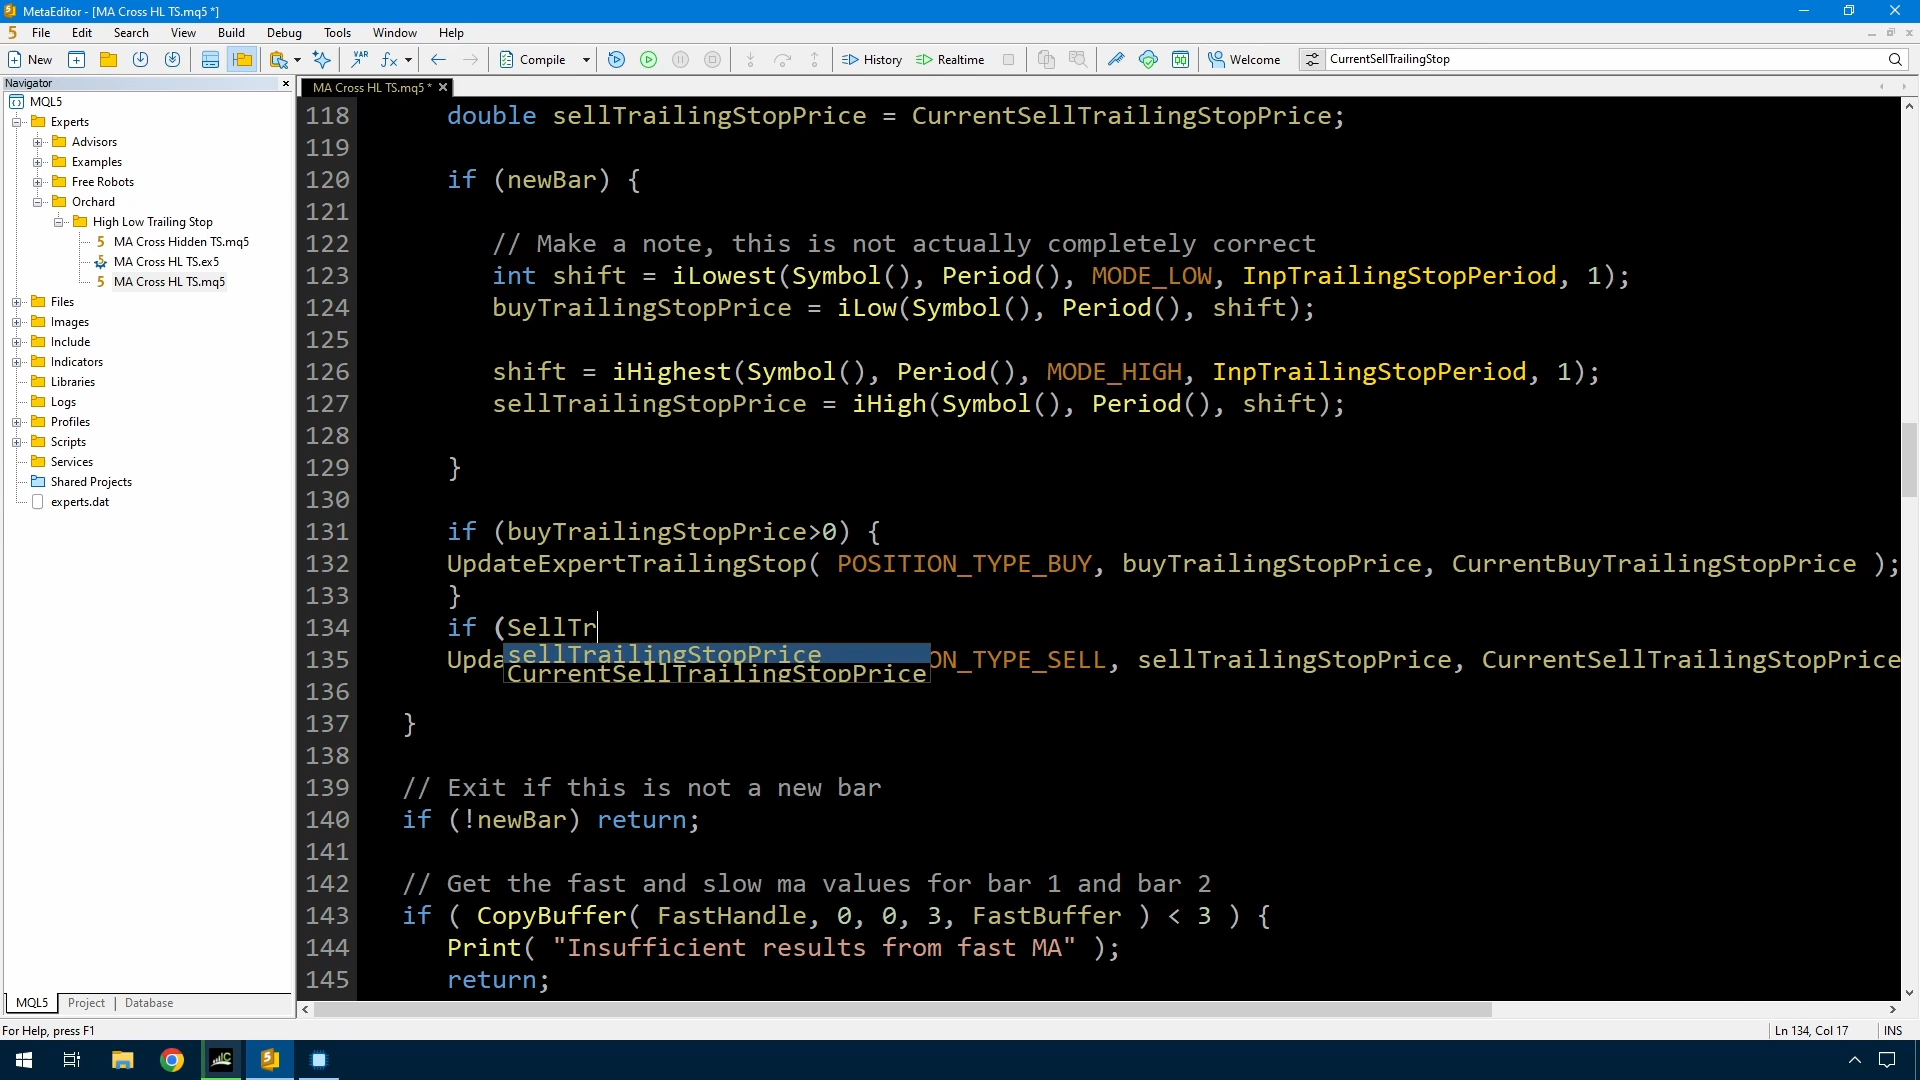 MetaEditor - [MA Cross HL TS.mq5 *]
File Edit Search View Build Debug Tools Window Help
New VAR fx Compile History Realtime Welcome CurrentSellTrailingStop
Navigator
MQL5
Experts
Advisors
Examples
Free Robots
Orchard
High Low Trailing Stop
MA Cross Hidden TS.mq5
MA Cross HL TS.ex5
MA Cross HL TS.mq5
Files
Images
Include
Indicators
Libraries
Logs
Profiles
Scripts
Services
Shared Projects
experts.dat
MQL5 Project Database
MA Cross HL TS.mq5 *
118 double sellTrailingStopPrice = CurrentSellTrailingStopPrice;
119
120 if (newBar) {
121
122 // Make a note, this is not actually completely correct
123 int shift = iLowest(Symbol(), Period(), MODE_LOW, InpTrailingStopPeriod, 1);
124 buyTrailingStopPrice = iLow(Symbol(), Period(), shift);
125
126 shift = iHighest(Symbol(), Period(), MODE_HIGH, InpTrailingStopPeriod, 1);
127 sellTrailingStopPrice = iHigh(Symbol(), Period(), shift);
128
129 }
130
131 if (buyTrailingStopPrice>0) {
132 UpdateExpertTrailingStop( POSITION_TYPE_BUY, buyTrailingStopPrice, CurrentBuyTrailingStopPrice );
133 }
134 if (SellTr
sellTrailingStopPrice
CurrentSellTrailingStopPrice
135 Upda ON_TYPE_SELL, sellTrailingStopPrice, CurrentSellTrailingStopPrice
136
137 }
138
139 // Exit if this is not a new bar
140 if (!newBar) return;
141
142 // Get the fast and slow ma values for bar 1 and bar 2
143 if ( CopyBuffer( FastHandle, 0, 0, 3, FastBuffer ) < 3 ) {
144 Print( "Insufficient results from fast MA" );
145 return;
For Help, press F1 Ln 134, Col 17 INS